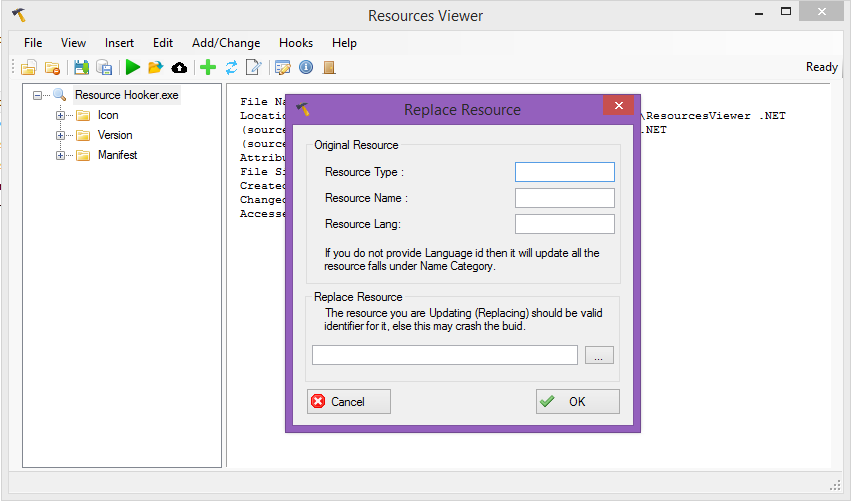 Resources Viewer
File View Insert Edit Add/Change Hooks Help
Ready
Resource Hooker.exe
Icon
Version
Manifest
File Na
Locatio \ResourcesViewer .NET
(source .NET
(source
Attribu
File Si
Created
Changed
Accesse
Replace Resource
Original Resource
Resource Type :
Resource Name :
Resource Lang:
If you do not provide Language id then it will update all the
resource falls under Name Category.
Replace Resource
The resource you are Updating (Replacing) should be valid
identifier for it, else this may crash the buid.
...
Cancel OK